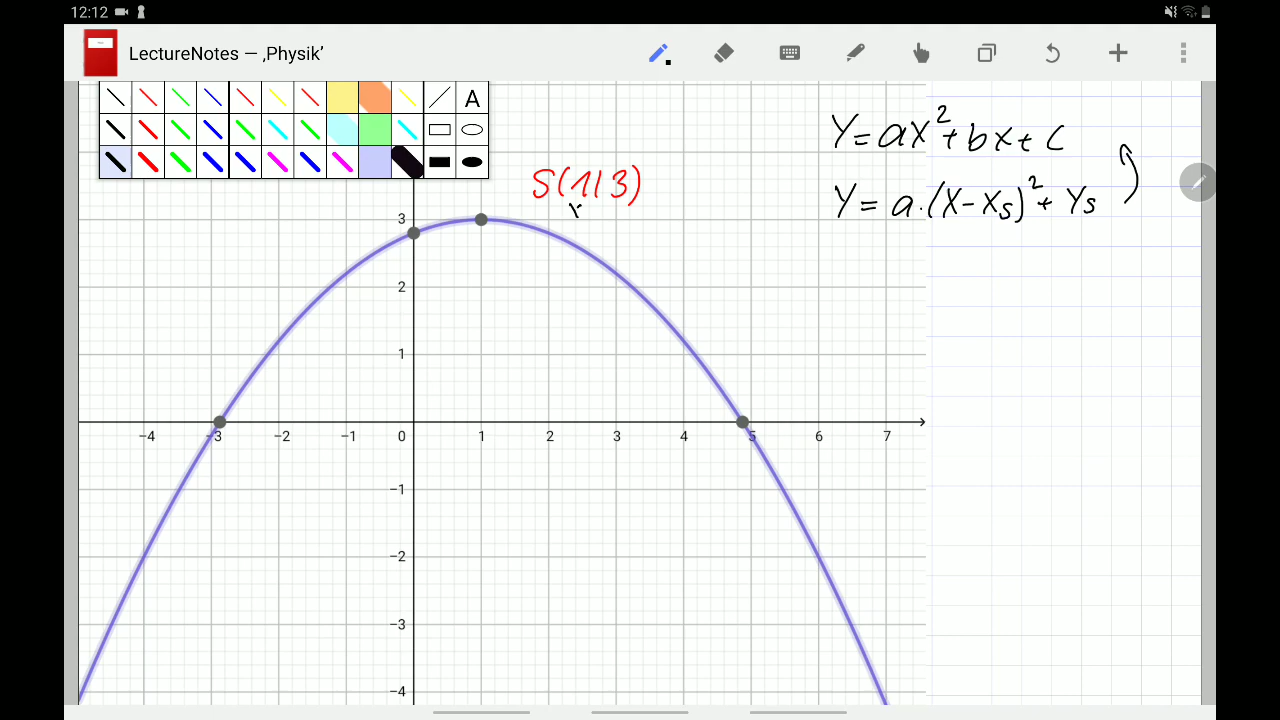 12:12
LectureNotes — ‚Physik’
A
y = ax² + bx + c
S(1|3)
x
y = a·(x-xₛ)² + yₛ
3
2
1
−4 −3 −2 −1 0 1 2 3 4 5 6 7
−1
−2
−3
−4